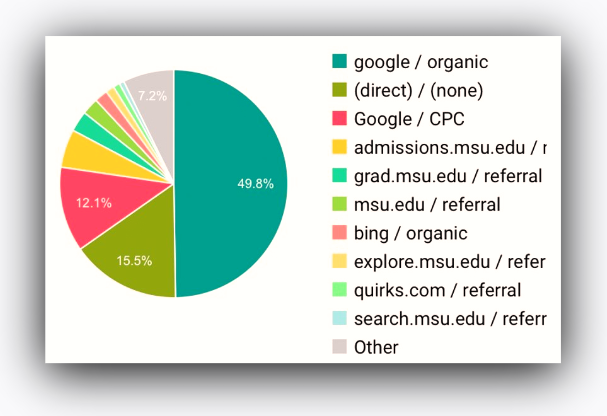 google / organic
(direct) / (none)
Google / CPC
admissions.msu.edu / r
grad.msu.edu / referral
msu.edu / referral
bing / organic
explore.msu.edu / refer
quirks.com / referral
search.msu.edu / referr
Other
7.2%
49.8%
12.1%
15.5%